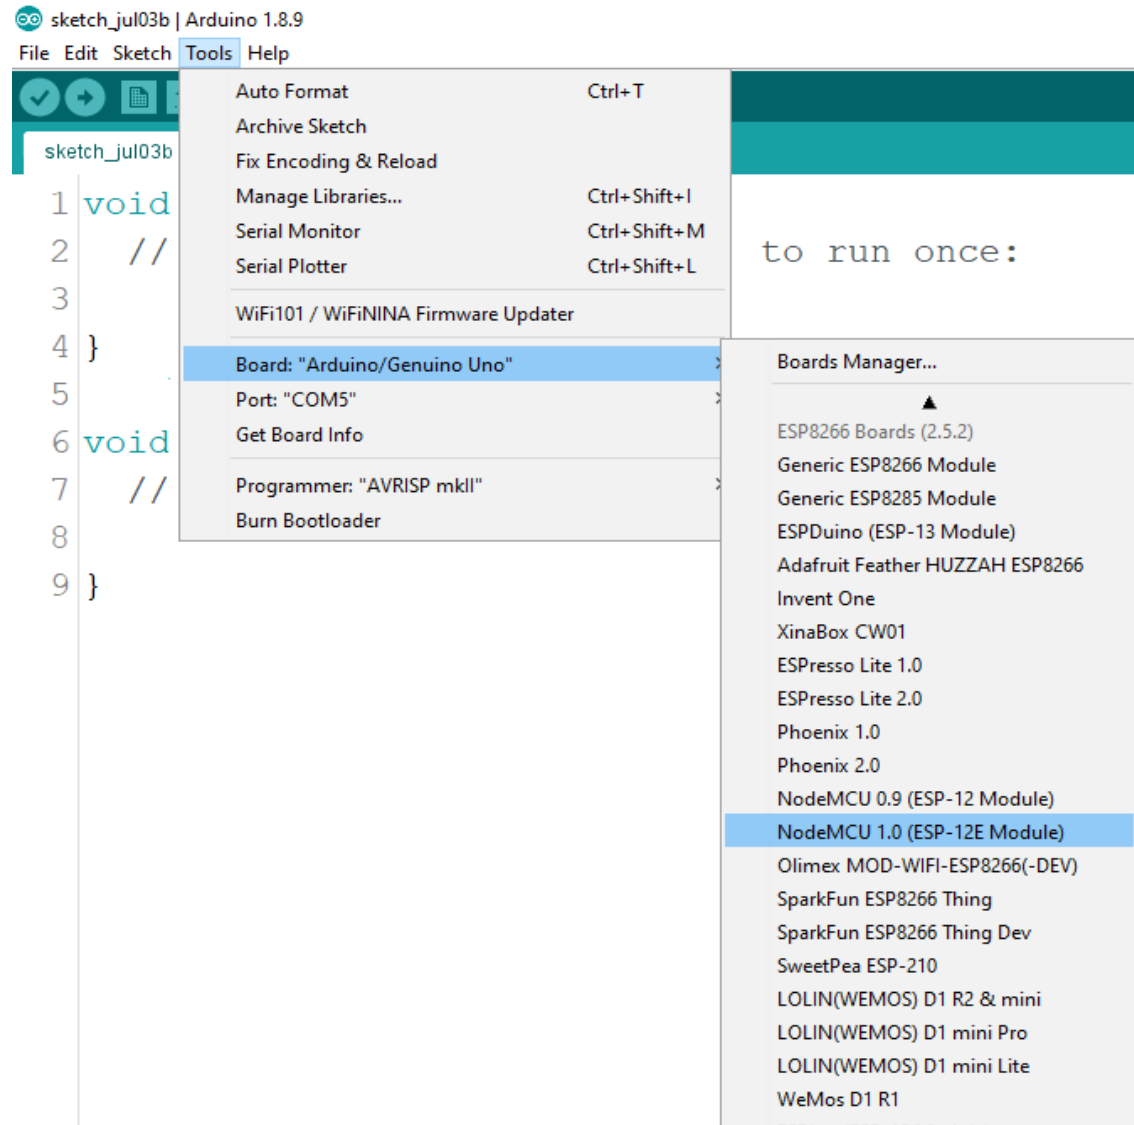 sketch_jul03b | Arduino 1.8.9
File Edit Sketch Tools Help
sketch_jul03b
Auto Format Ctrl+T
Archive Sketch
Fix Encoding & Reload
Manage Libraries... Ctrl+Shift+I
Serial Monitor Ctrl+Shift+M
Serial Plotter Ctrl+Shift+L
WiFi101 / WiFiNINA Firmware Updater
Board: "Arduino/Genuino Uno"
Port: "COM5"
Get Board Info
Programmer: "AVRISP mkII"
Burn Bootloader
1 void
2 // to run once:
3
4 }
5
6 void
7 //
8
9 }
Boards Manager...
ESP8266 Boards (2.5.2)
Generic ESP8266 Module
Generic ESP8285 Module
ESPDuino (ESP-13 Module)
Adafruit Feather HUZZAH ESP8266
Invent One
XinaBox CW01
ESPresso Lite 1.0
ESPresso Lite 2.0
Phoenix 1.0
Phoenix 2.0
NodeMCU 0.9 (ESP-12 Module)
NodeMCU 1.0 (ESP-12E Module)
Olimex MOD-WIFI-ESP8266(-DEV)
SparkFun ESP8266 Thing
SparkFun ESP8266 Thing Dev
SweetPea ESP-210
LOLIN(WEMOS) D1 R2 & mini
LOLIN(WEMOS) D1 mini Pro
LOLIN(WEMOS) D1 mini Lite
WeMos D1 R1